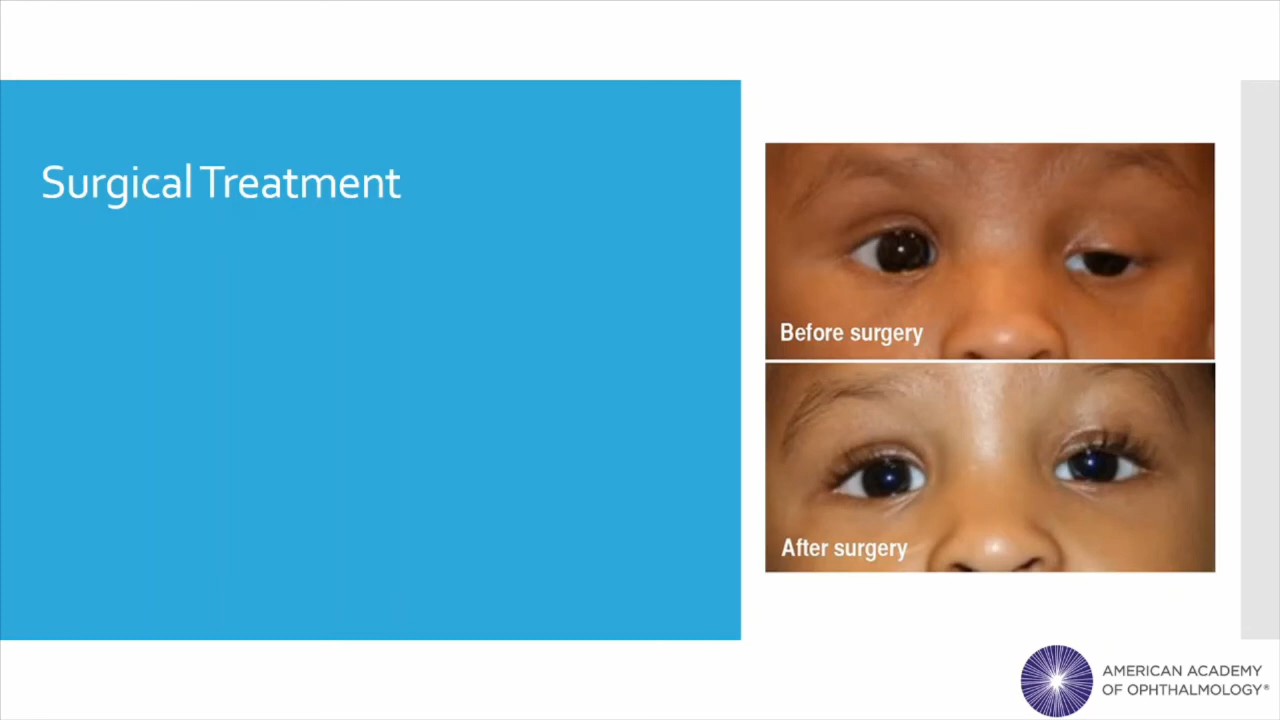 Surgical Treatment
Before surgery
After surgery
AMERICAN ACADEMY
OF OPHTHALMOLOGY®